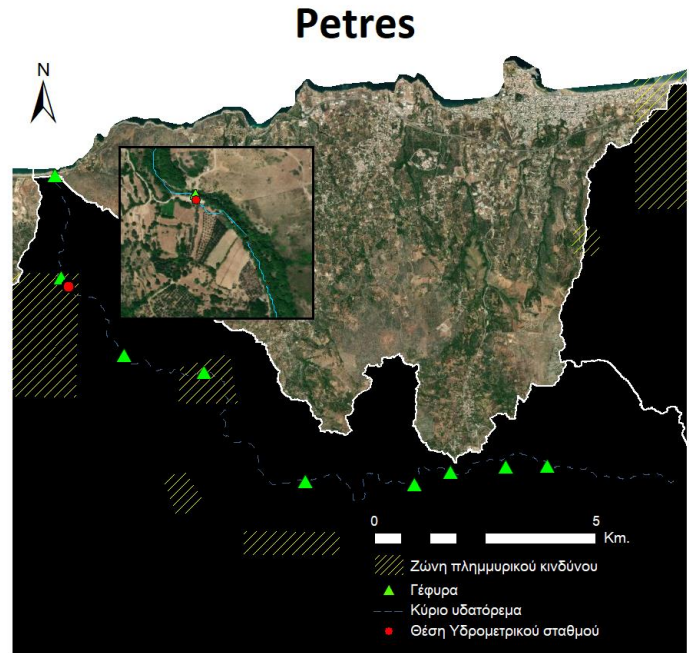 Petres
N
0 5
Km.
Ζώνη πλημμυρικού κινδύνου
Γέφυρα
Κύριο υδατόρεμα
Θέση Υδρομετρικού σταθμού